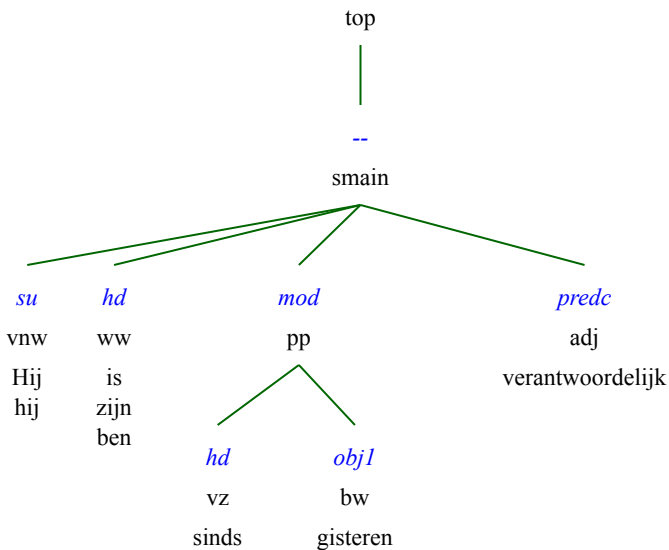 top
--
smain
su hd mod predc
vnw ww pp adj
Hij is verantwoordelijk
hij zijn
ben
hd obj1
vz bw
sinds gisteren